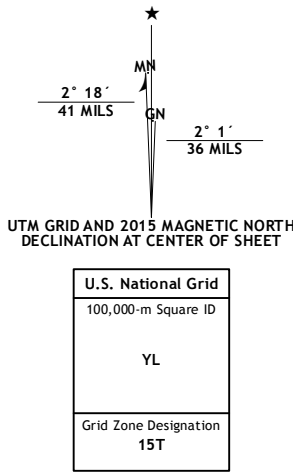 ★
MN
2° 18´
41 MILS
GN
2° 1´
36 MILS
UTM GRID AND 2015 MAGNETIC NORTH
DECLINATION AT CENTER OF SHEET
U.S. National Grid
100,000-m Square ID
YL
Grid Zone Designation
15T